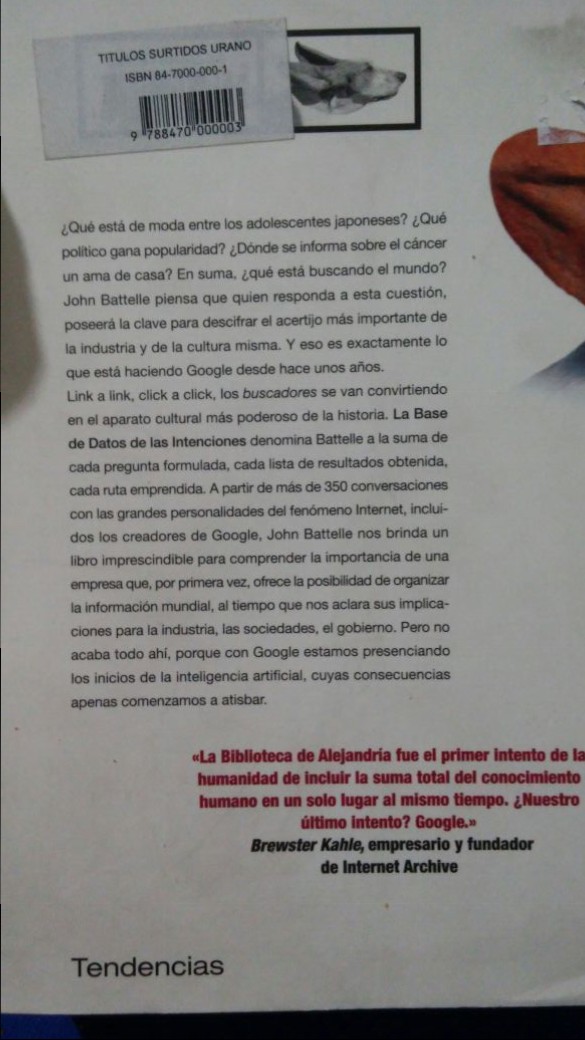 TITULOS SURTIDOS URANO
ISBN 84-7000-000-1
9 788470 000003
¿Qué está de moda entre los adolescentes japoneses? ¿Qué
político gana popularidad? ¿Dónde se informa sobre el cáncer
un ama de casa? En suma, ¿qué está buscando el mundo?
John Battelle piensa que quien responda a esta cuestión,
poseerá la clave para descifrar el acertijo más importante de
la industria y de la cultura misma. Y eso es exactamente lo
que está haciendo Google desde hace unos años.
Link a link, click a click, los buscadores se van convirtiendo
en el aparato cultural más poderoso de la historia. La Base
de Datos de las Intenciones denomina Battelle a la suma de
cada pregunta formulada, cada lista de resultados obtenida,
cada ruta emprendida. A partir de más de 350 conversaciones
con las grandes personalidades del fenómeno Internet, inclui-
dos los creadores de Google, John Battelle nos brinda un
libro imprescindible para comprender la importancia de una
empresa que, por primera vez, ofrece la posibilidad de organizar
la información mundial, al tiempo que nos aclara sus implica-
ciones para la industria, las sociedades, el gobierno. Pero no
acaba todo ahí, porque con Google estamos presenciando
los inicios de la inteligencia artificial, cuyas consecuencias
apenas comenzamos a atisbar.
«La Biblioteca de Alejandría fue el primer intento de la
humanidad de incluir la suma total del conocimiento
humano en un solo lugar al mismo tiempo. ¿Nuestro
último intento? Google.»
Brewster Kahle, empresario y fundador
de Internet Archive
Tendencias